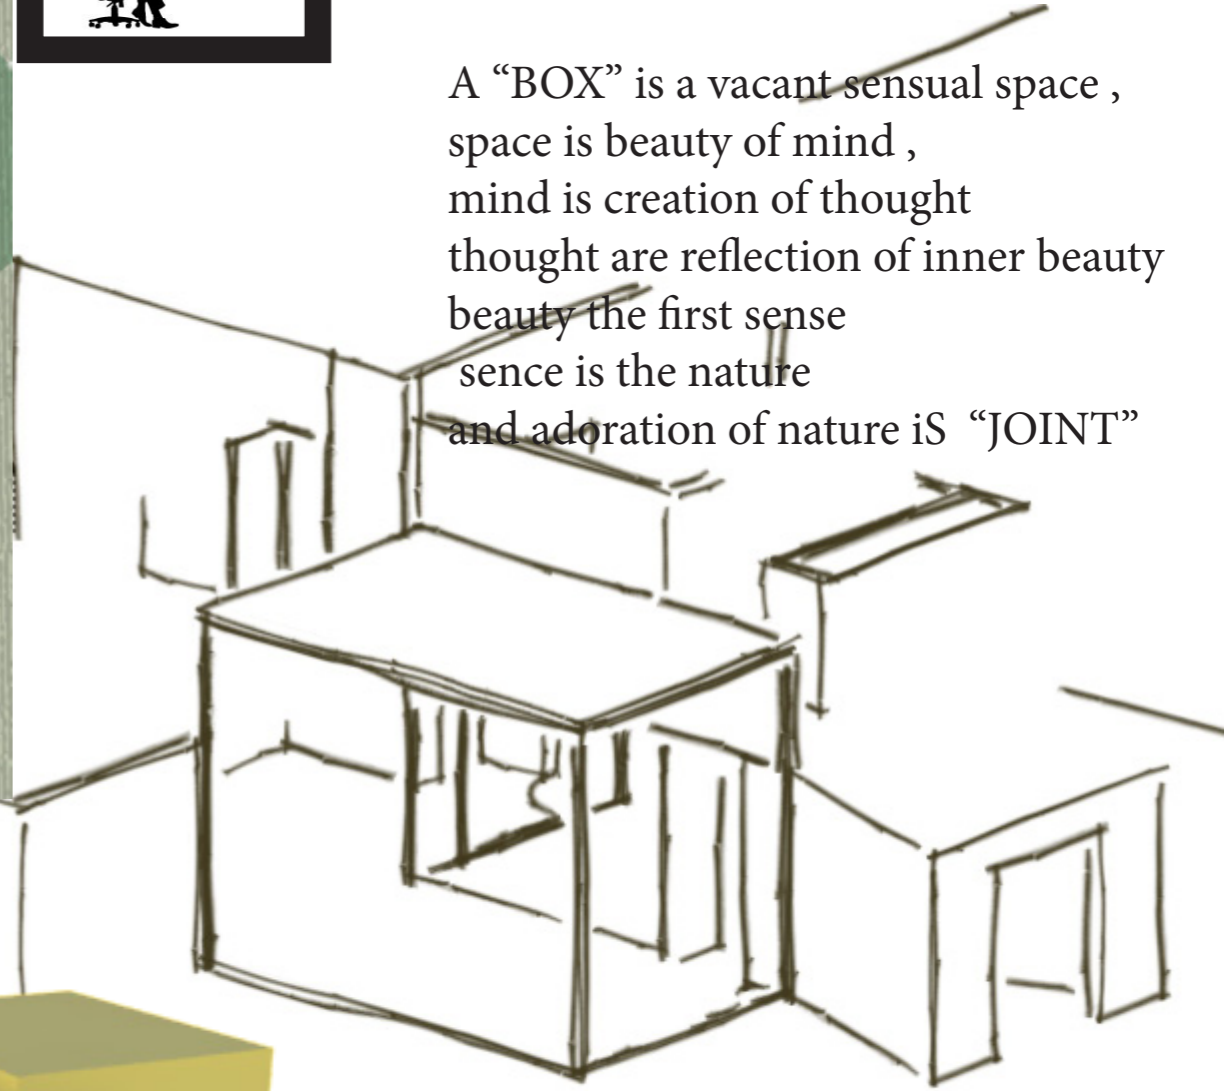 A “BOX” is a vacant sensual space ,
space is beauty of mind ,
mind is creation of thought
thought are reflection of inner beauty
beauty the first sense
sence is the nature
and adoration of nature iS “JOINT”